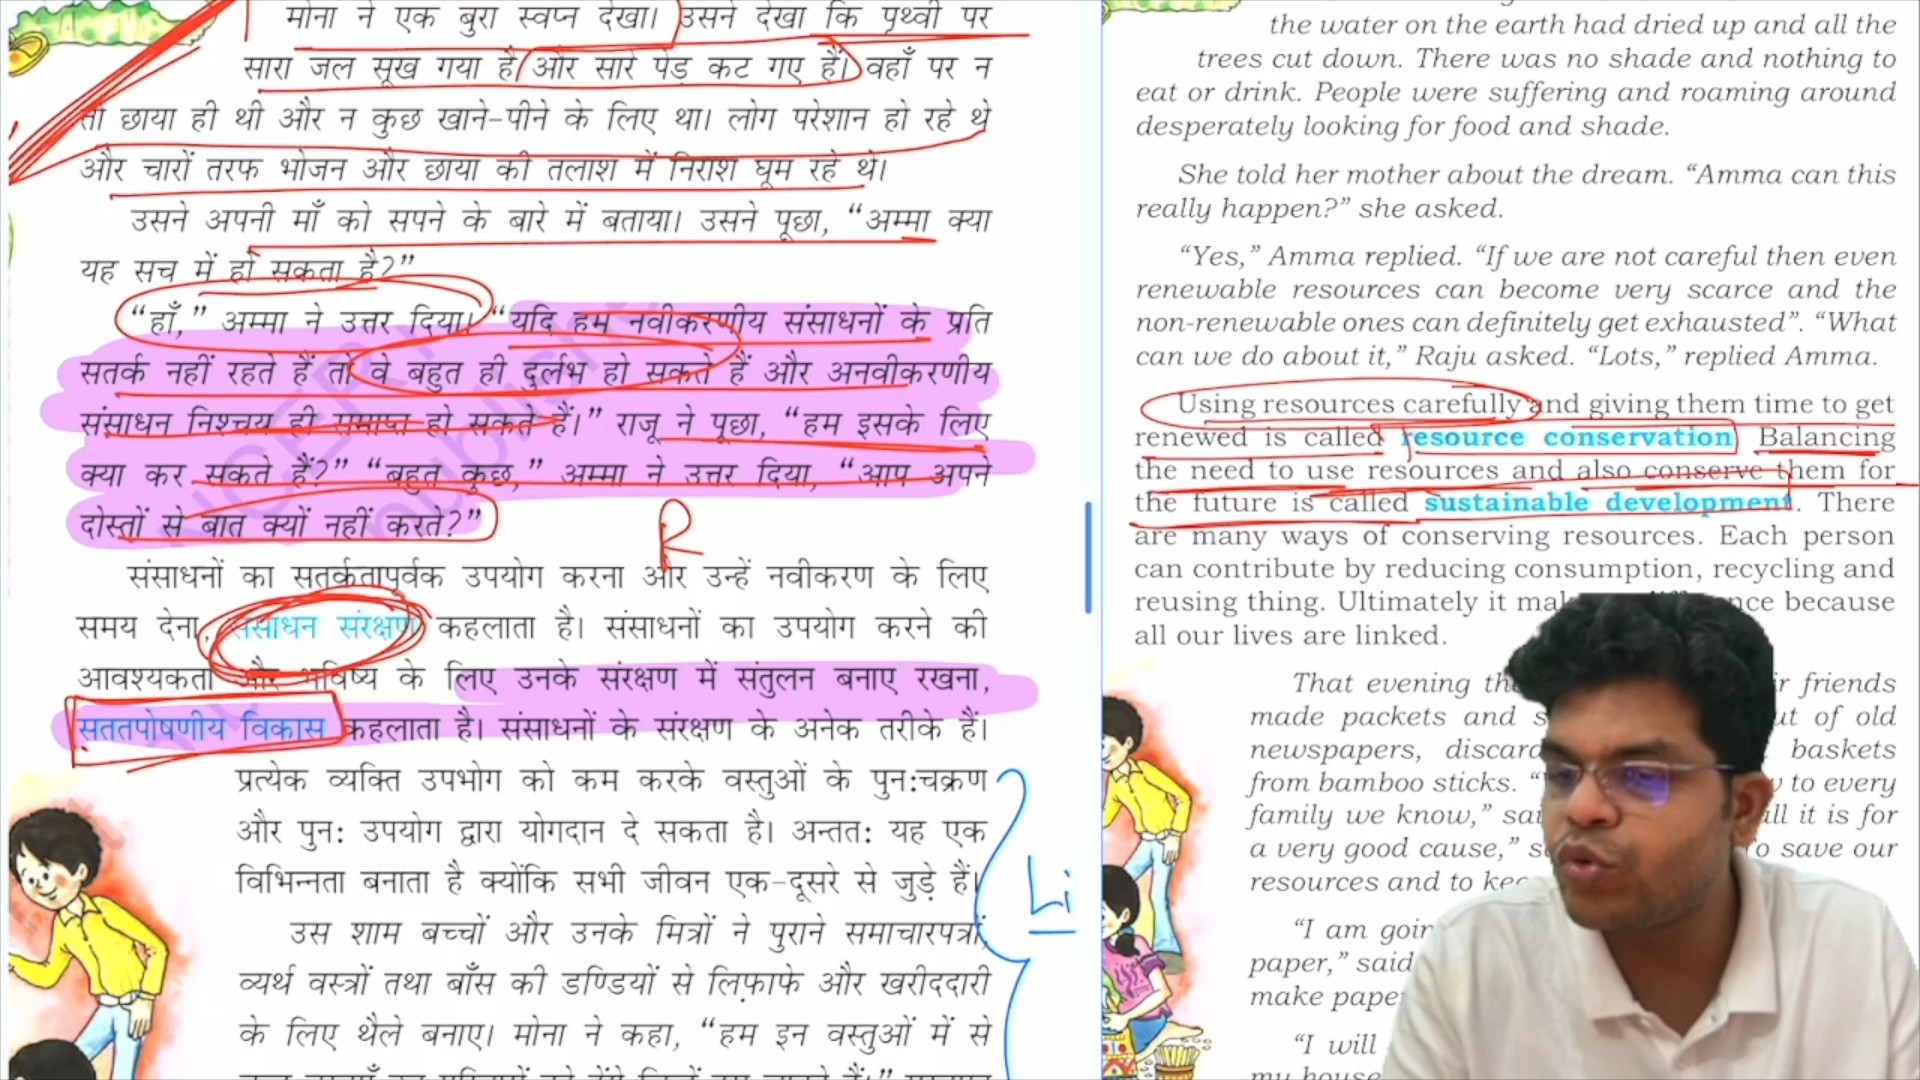 मोना ने एक बुरा स्वप्न देखा। उसने देखा कि पृथ्वी पर
सारा जल सूख गया है और सारे पेड़ कट गए हैं। वहाँ पर न
तो छाया ही थी और न कुछ खाने-पीने के लिए था। लोग परेशान हो रहे थे
और चारों तरफ भोजन और छाया की तलाश में निराश घूम रहे थे।
उसने अपनी माँ को सपने के बारे में बताया। उसने पूछा, “अम्मा क्या
यह सच में हो सकता है?”
“हाँ,” अम्मा ने उत्तर दिया। “यदि हम नवीकरणीय संसाधनों के प्रति
सतर्क नहीं रहते हैं तो वे बहुत ही दुर्लभ हो सकते हैं और अनवीकरणीय
संसाधन निश्चय ही समाप्त हो सकते हैं।” राजू ने पूछा, “हम इसके लिए
क्या कर सकते हैं?” “बहुत कुछ,” अम्मा ने उत्तर दिया, “आप अपने
दोस्तों से बात क्यों नहीं करते?”
R
संसाधनों का सतर्कतापूर्वक उपयोग करना और उन्हें नवीकरण के लिए
समय देना, संसाधन संरक्षण कहलाता है। संसाधनों का उपयोग करने की
आवश्यकता और भविष्य के लिए उनके संरक्षण में संतुलन बनाए रखना,
सततपोषणीय विकास कहलाता है। संसाधनों के संरक्षण के अनेक तरीके हैं।
प्रत्येक व्यक्ति उपभोग को कम करके वस्तुओं के पुन:चक्रण
और पुन: उपयोग द्वारा योगदान दे सकता है। अन्तत: यह एक
विभिन्नता बनाता है क्योंकि सभी जीवन एक-दूसरे से जुड़े हैं।
उस शाम बच्चों और उनके मित्रों ने पुराने समाचारपत्रों,
व्यर्थ वस्त्रों तथा बाँस की डण्डियों से लिफ़ाफे और खरीददारी
के लिए थैले बनाए। मोना ने कहा, “हम इन वस्तुओं में से
Li
the water on the earth had dried up and all the
trees cut down. There was no shade and nothing to
eat or drink. People were suffering and roaming around
desperately looking for food and shade.
She told her mother about the dream. “Amma can this
really happen?” she asked.
“Yes,” Amma replied. “If we are not careful then even
renewable resources can become very scarce and the
non-renewable ones can definitely get exhausted”. “What
can we do about it,” Raju asked. “Lots,” replied Amma.
Using resources carefully and giving them time to get
renewed is called resource conservation Balancing
the need to use resources and also conserve them for
the future is called sustainable development. There
are many ways of conserving resources. Each person
can contribute by reducing consumption, recycling and
reusing thing. Ultimately it because
all our lives are linked.
That evening friends
made packets and of old
newspapers, baskets
from bamboo sticks. to every
family we know,” it is for
a very good cause,” save our
resources and to
“I am
paper,” said
make
“I will
my house